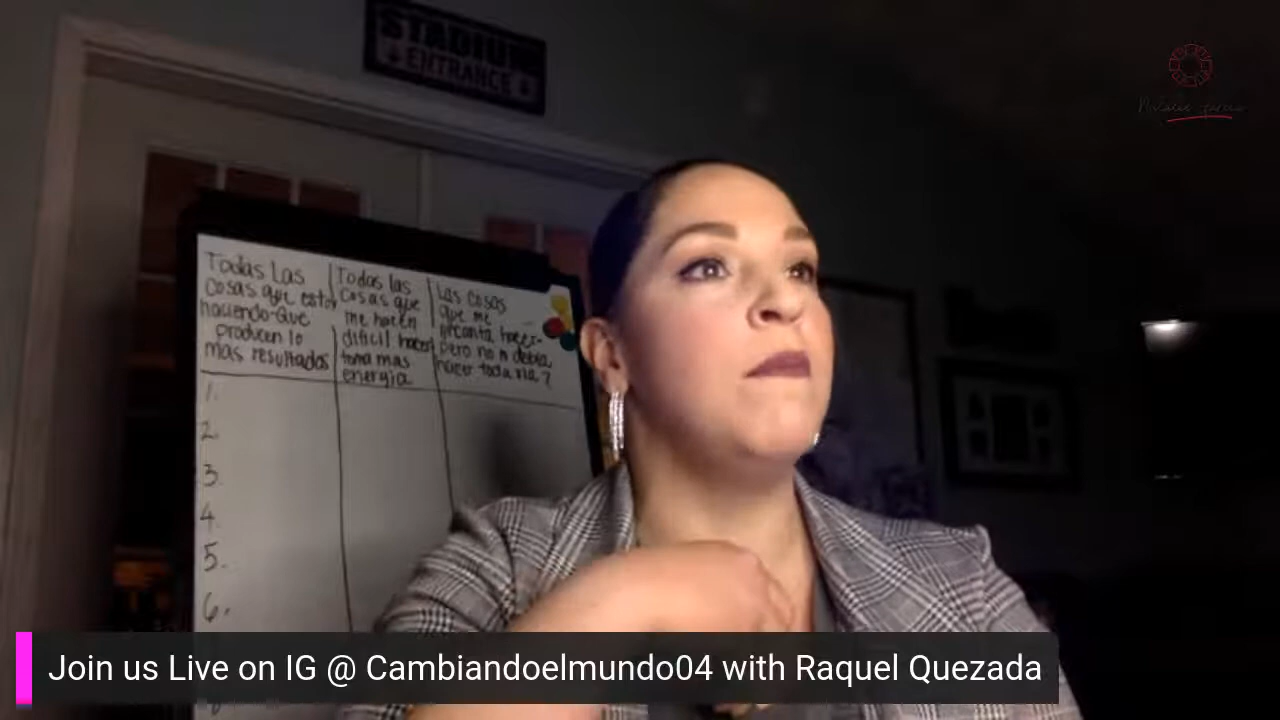 STADIUM
ENTRANCE
Todas Las
Cosas que estoy
haciendo-Que
producen lo
mas resultados
Todas las
Cosas que
me hacen
dificil hacer
toma mas
energia
Las cosas
que me
encanta hacer-
pero no n debia
hacer toda via?
1.
2.
3.
4.
5.
6.
Join us Live on IG @ Cambiandoelmundo04 with Raquel Quezada